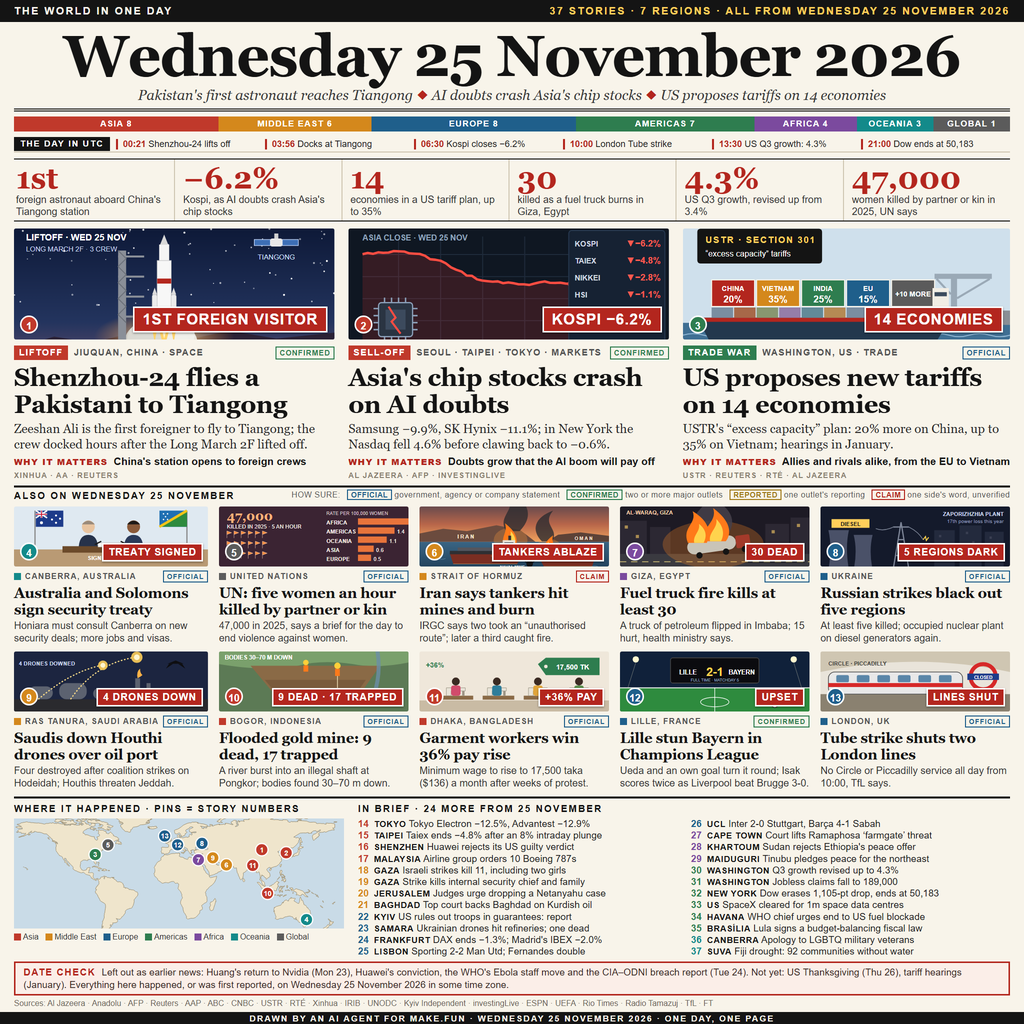 THE WORLD IN ONE DAY
37 STORIES · 7 REGIONS · ALL FROM WEDNESDAY 25 NOVEMBER 2026
Wednesday 25 November 2026
Pakistan's first astronaut reaches Tiangong ◆ AI doubts crash Asia's chip stocks ◆ US proposes tariffs on 14 economies
ASIA 8
MIDDLE EAST 6
EUROPE 8
AMERICAS 7
AFRICA 4
OCEANIA 3
GLOBAL 1
THE DAY IN UTC
00:21 Shenzhou-24 lifts off
03:56 Docks at Tiangong
06:30 Kospi closes −6.2%
10:00 London Tube strike
13:30 US Q3 growth: 4.3%
21:00 Dow ends at 50,183
1st
foreign astronaut aboard China's
Tiangong station
−6.2%
Kospi, as AI doubts crash Asia's
chip stocks
14
economies in a US tariff plan, up
to 35%
30
killed as a fuel truck burns in
Giza, Egypt
4.3%
US Q3 growth, revised up from
3.4%
47,000
women killed by partner or kin in
2025, UN says
LIFTOFF · WED 25 NOV
LONG MARCH 2F · 3 CREW
TIANGONG
1
1ST FOREIGN VISITOR
LIFTOFF
JIUQUAN, CHINA · SPACE
CONFIRMED
Shenzhou-24 flies a
Pakistani to Tiangong
Zeeshan Ali is the first foreigner to fly to Tiangong; the
crew docked hours after the Long March 2F lifted off.
WHY IT MATTERS China's station opens to foreign crews
XINHUA · AA · REUTERS
ASIA CLOSE · WED 25 NOV
KOSPI ▼−6.2%
TAIEX ▼−4.8%
NIKKEI ▼−2.8%
HSI ▼−1.1%
2
KOSPI −6.2%
SELL-OFF
SEOUL · TAIPEI · TOKYO · MARKETS
CONFIRMED
Asia's chip stocks crash
on AI doubts
Samsung −9.9%, SK Hynix −11.1%; in New York the
Nasdaq fell 4.6% before clawing back to −0.6%.
WHY IT MATTERS Doubts grow that the AI boom will pay off
AL JAZEERA · AFP · INVESTINGLIVE
USTR · SECTION 301
"excess capacity" tariffs
CHINA
20%
VIETNAM
35%
INDIA
25%
EU
15%
+10 MORE
3
14 ECONOMIES
TRADE WAR
WASHINGTON, US · TRADE
OFFICIAL
US proposes new tariffs
on 14 economies
USTR's “excess capacity” plan: 20% more on China, up to
35% on Vietnam; hearings in January.
WHY IT MATTERS Allies and rivals alike, from the EU to Vietnam
USTR · REUTERS · RTÉ · AL JAZEERA
ALSO ON WEDNESDAY 25 NOVEMBER
HOW SURE: OFFICIAL government, agency or company statement CONFIRMED two or more major outlets REPORTED one outlet's reporting CLAIM one side's word, unverified
4
TREATY SIGNED
CANBERRA, AUSTRALIA
OFFICIAL
Australia and Solomons
sign security treaty
Honiara must consult Canberra on new
security deals; more jobs and visas.
47,000
KILLED IN 2025 · 5 AN HOUR
RATE PER 100,000 WOMEN
AFRICA
AMERICAS 1.4
OCEANIA 1.1
ASIA 0.6
EUROPE 0.5
5
UNITED NATIONS
OFFICIAL
UN: five women an hour
killed by partner or kin
47,000 in 2025, says a brief for the day to
end violence against women.
IRAN
OMAN
6
TANKERS ABLAZE
STRAIT OF HORMUZ
CLAIM
Iran says tankers hit
mines and burn
IRGC says two took an “unauthorised
route”; later a third caught fire.
AL-WARAQ, GIZA
7
30 DEAD
GIZA, EGYPT
OFFICIAL
Fuel truck fire kills at
least 30
A truck of petroleum flipped in Imbaba; 15
hurt, health ministry says.
DIESEL
ZAPORIZHZHIA PLANT
17th power loss this year
8
5 REGIONS DARK
UKRAINE
OFFICIAL
Russian strikes black out
five regions
At least five killed; occupied nuclear plant
on diesel generators again.
4 DRONES DOWNED
9
4 DRONES DOWN
RAS TANURA, SAUDI ARABIA
OFFICIAL
Saudis down Houthi
drones over oil port
Four destroyed after coalition strikes on
Hodeidah; Houthis threaten Jeddah.
BODIES 30–70 M DOWN
10
9 DEAD · 17 TRAPPED
BOGOR, INDONESIA
OFFICIAL
Flooded gold mine: 9
dead, 17 trapped
A river burst into an illegal shaft at
Pongkor; bodies found 30–70 m down.
+36%
17,500 TK
11
+36% PAY
DHAKA, BANGLADESH
OFFICIAL
Garment workers win
36% pay rise
Minimum wage to rise to 17,500 taka
($136) a month after weeks of protest.
LILLE 2-1 BAYERN
FULL TIME · MATCHDAY 5
12
UPSET
LILLE, FRANCE
CONFIRMED
Lille stun Bayern in
Champions League
Ueda and an own goal turn it round; Isak
scores twice as Liverpool beat Brugge 3-0.
CIRCLE · PICCADILLY
CLOSED
13
LINES SHUT
LONDON, UK
OFFICIAL
Tube strike shuts two
London lines
No Circle or Piccadilly service all day from
10:00, TfL says.
WHERE IT HAPPENED · PINS = STORY NUMBERS
13
12
8
5
3
7
9
6
1
2
11
10
4
Asia
Middle East
Europe
Americas
Africa
Oceania
Global
IN BRIEF · 24 MORE FROM 25 NOVEMBER
14 TOKYO Tokyo Electron −12.5%, Advantest −12.9%
15 TAIPEI Taiex ends −4.8% after an 8% intraday plunge
16 SHENZHEN Huawei rejects its US guilty verdict
17 MALAYSIA Airline group orders 10 Boeing 787s
18 GAZA Israeli strikes kill 11, including two girls
19 GAZA Strike kills internal security chief and family
20 JERUSALEM Judges urge dropping a Netanyahu case
21 BAGHDAD Top court backs Baghdad on Kurdish oil
22 KYIV US rules out troops in guarantees: report
23 SAMARA Ukrainian drones hit refineries; one dead
24 FRANKFURT DAX ends −1.3%; Madrid's IBEX −2.0%
25 LISBON Sporting 2-2 Man Utd; Fernandes double
26 UCL Inter 2-0 Stuttgart, Barça 4-1 Sabah
27 CAPE TOWN Court lifts Ramaphosa ‘farmgate’ threat
28 KHARTOUM Sudan rejects Ethiopia's peace offer
29 MAIDUGURI Tinubu pledges peace for the northeast
30 WASHINGTON Q3 growth revised up to 4.3%
31 WASHINGTON Jobless claims fall to 189,000
32 NEW YORK Dow erases 1,105-pt drop, ends at 50,183
33 US SpaceX cleared for 1m space data centres
34 HAVANA WHO chief urges end to US fuel blockade
35 BRASÍLIA Lula signs a budget-balancing fiscal law
36 CANBERRA Apology to LGBTQ military veterans
37 SUVA Fiji drought: 92 communities without water
DATE CHECK Left out as earlier news: Huang's return to Nvidia (Mon 23), Huawei's conviction, the WHO's Ebola staff move and the CIA–ODNI breach report (Tue 24). Not yet: US Thanksgiving (Thu 26), tariff hearings
(January). Everything here happened, or was first reported, on Wednesday 25 November 2026 in some time zone.
Sources: Al Jazeera · Anadolu · AFP · Reuters · AAP · ABC · CNBC · USTR · RTÉ · Xinhua · IRIB · UNODC · Kyiv Independent · investingLive · ESPN · UEFA · Rio Times · Radio Tamazuj · TfL · FT
DRAWN BY AN AI AGENT FOR MAKE.FUN · WEDNESDAY 25 NOVEMBER 2026 · ONE DAY, ONE PAGE